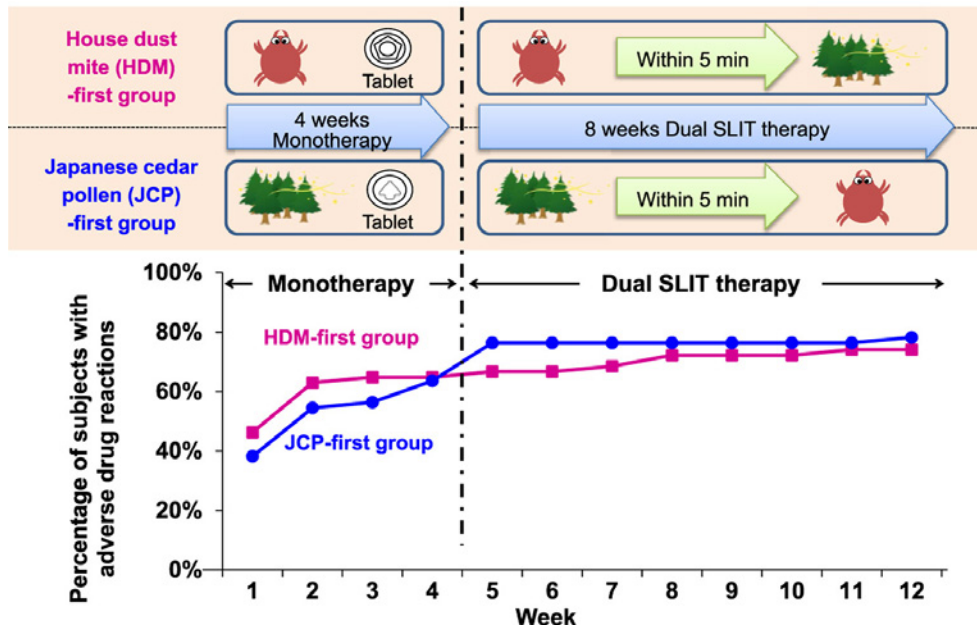 House dust
mite (HDM)
-first group
Tablet
Within 5 min
4 weeks
Monotherapy
8 weeks Dual SLIT therapy
Japanese cedar
pollen (JCP)
-first group
Tablet
Within 5 min
Percentage of subjects with
adverse drug reactions
100%
80%
60%
40%
20%
0%
Monotherapy
Dual SLIT therapy
HDM-first group
JCP-first group
1 2 3 4 5 6 7 8 9 10 11 12
Week